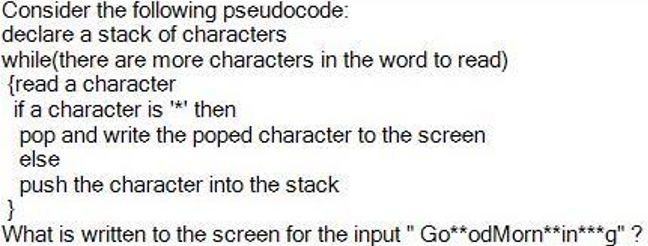 Consider the following pseudocode:
declare a stack of characters
while(there are more characters in the word to read)
{read a character
if a character is '*' then
pop and write the poped character to the screen
else
push the character into the stack
}
What is written to the screen for the input " Go**odMorn**in***g" ?